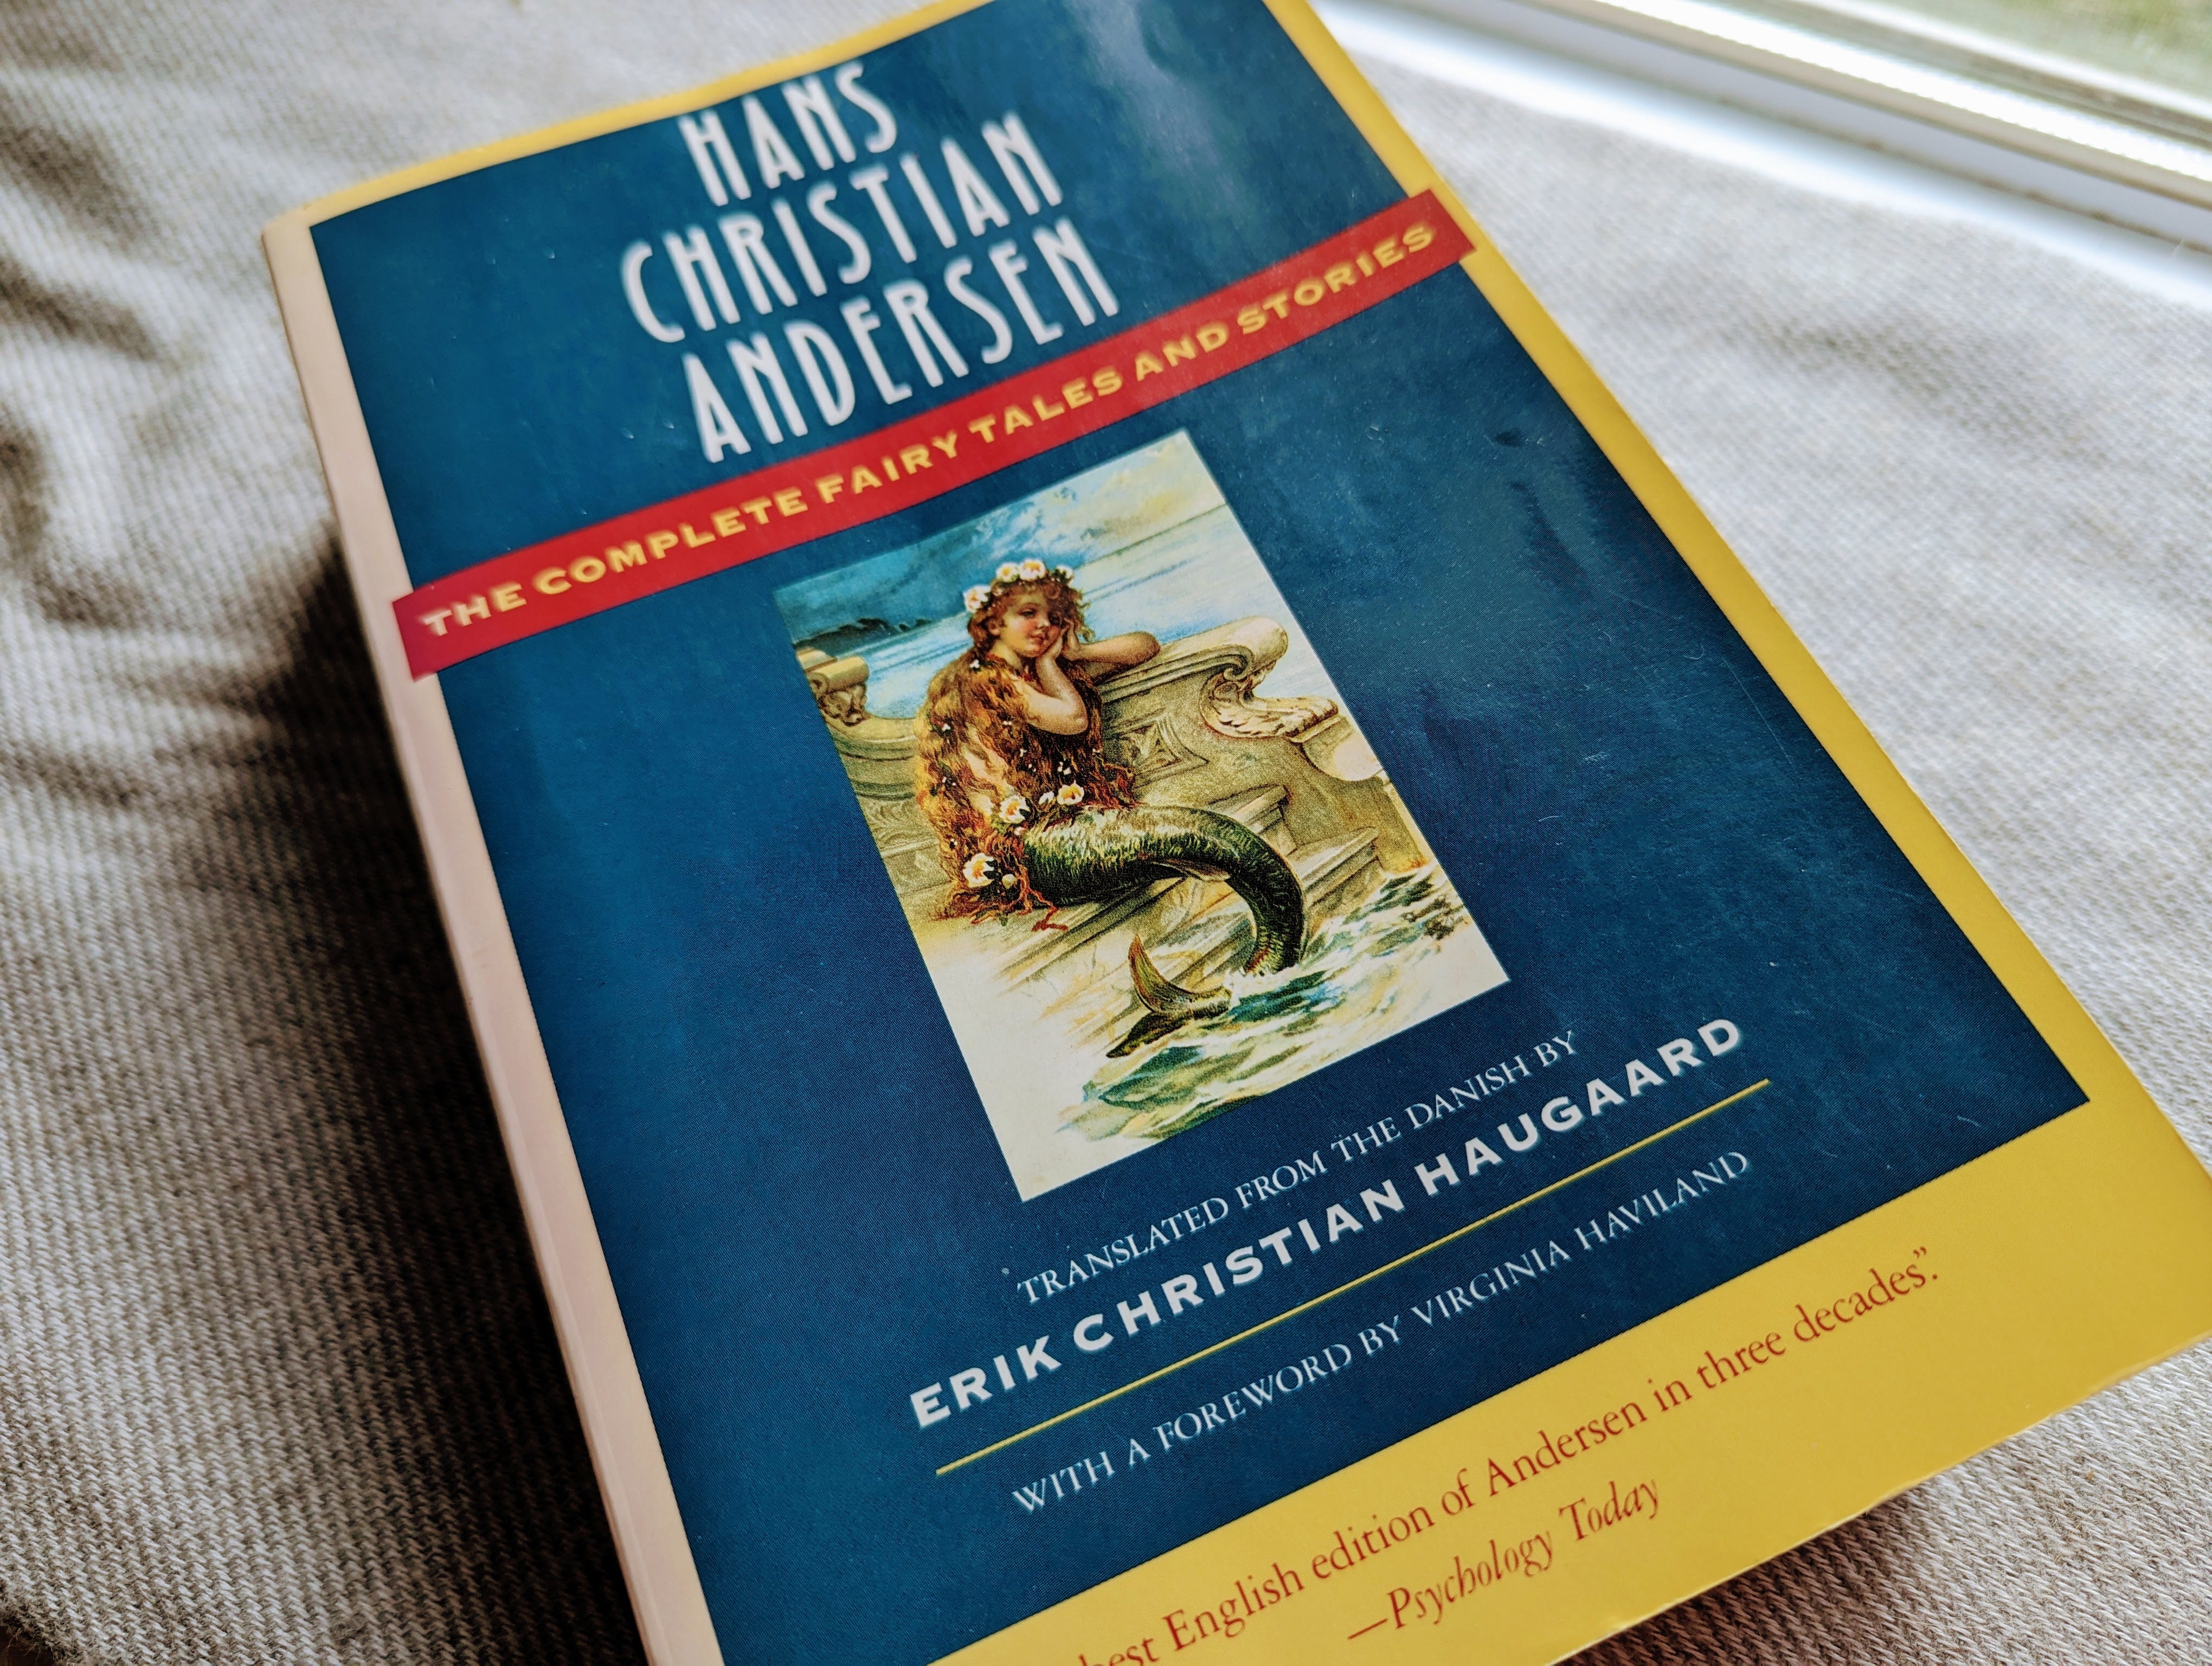 HANS
CHRISTIAN
ANDERSEN
THE COMPLETE FAIRY TALES AND STORIES
TRANSLATED FROM THE DANISH BY
ERIK CHRISTIAN HAUGAARD
WITH A FOREWORD BY VIRGINIA HAVILAND
best English edition of Andersen in three decades".
—Psychology Today